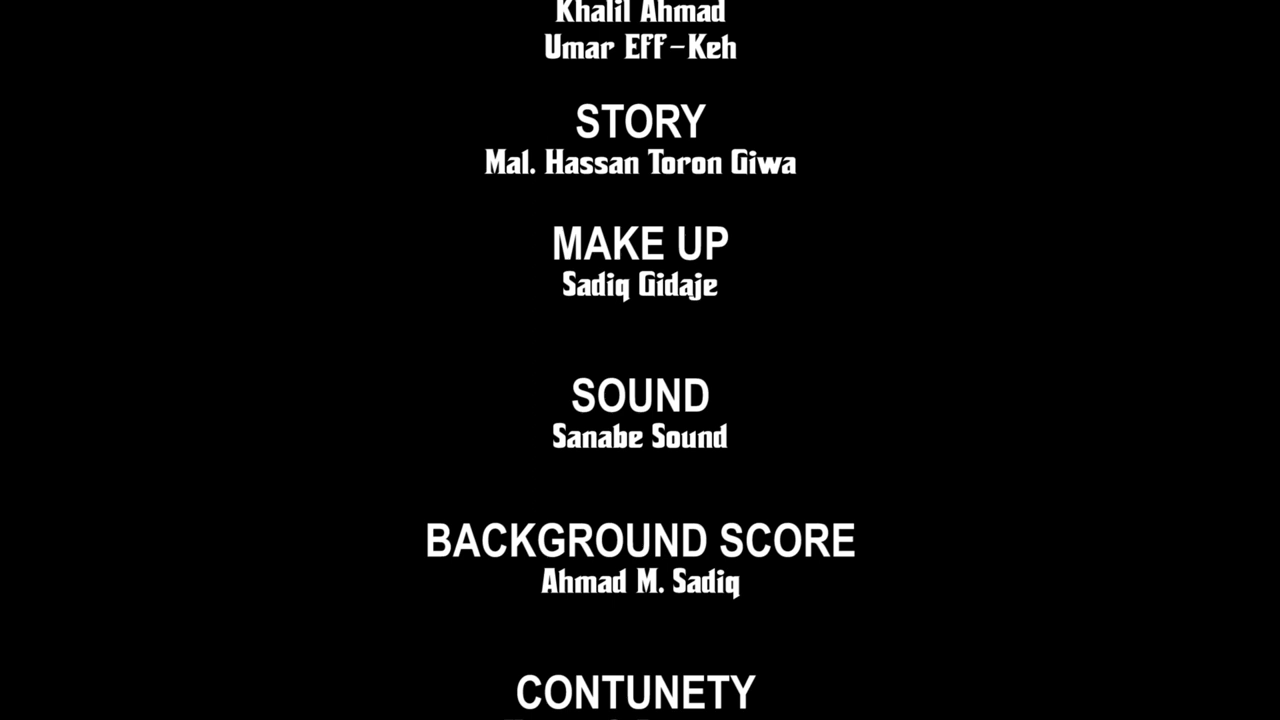 Khalil Ahmad
Umar Eff-Keh
STORY
Mal. Hassan Toron Giwa
MAKE UP
Sadiq Gidaje
SOUND
Sanabe Sound
BACKGROUND SCORE
Ahmad M. Sadiq
CONTUNETY